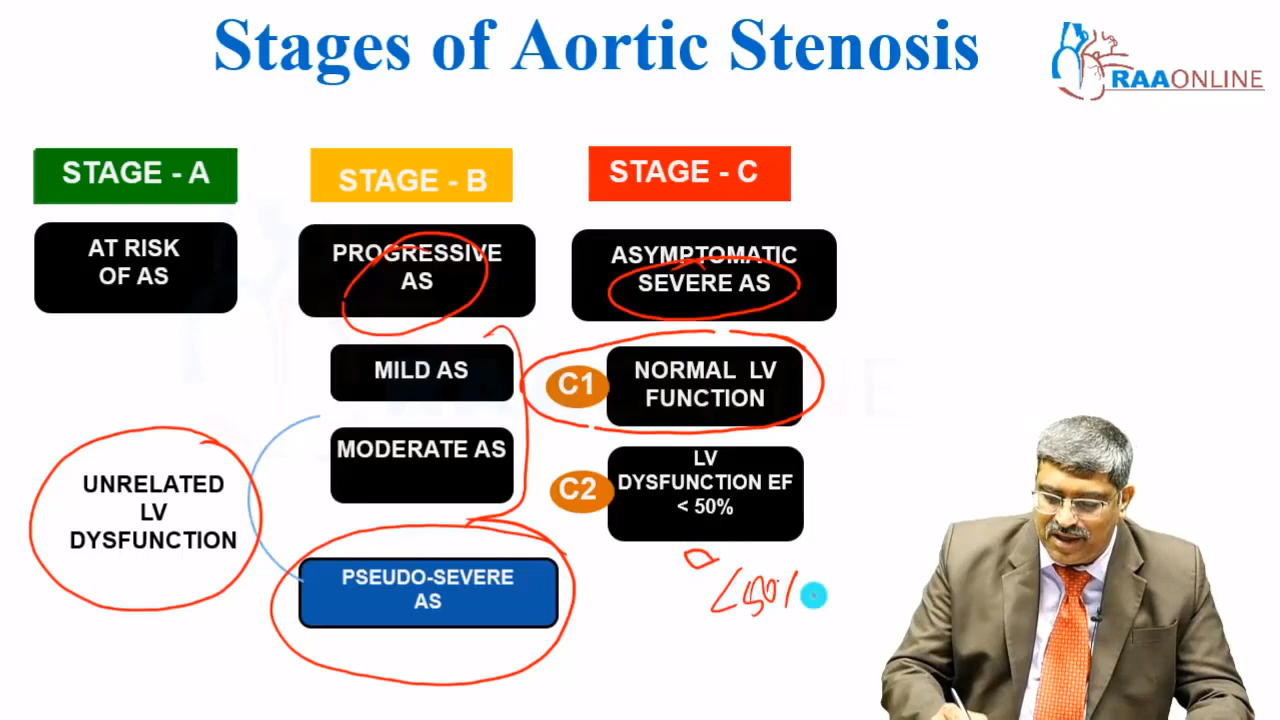 Stages of Aortic Stenosis
RAAONLINE
STAGE - A
STAGE - B
STAGE - C
AT RISK
OF AS
PROGRESSIVE
AS
ASYMPTOMATIC
SEVERE AS
MILD AS
C1
NORMAL LV
FUNCTION
MODERATE AS
C2
LV
DYSFUNCTION EF
< 50%
UNRELATED
LV
DYSFUNCTION
PSEUDO-SEVERE
AS
<50%